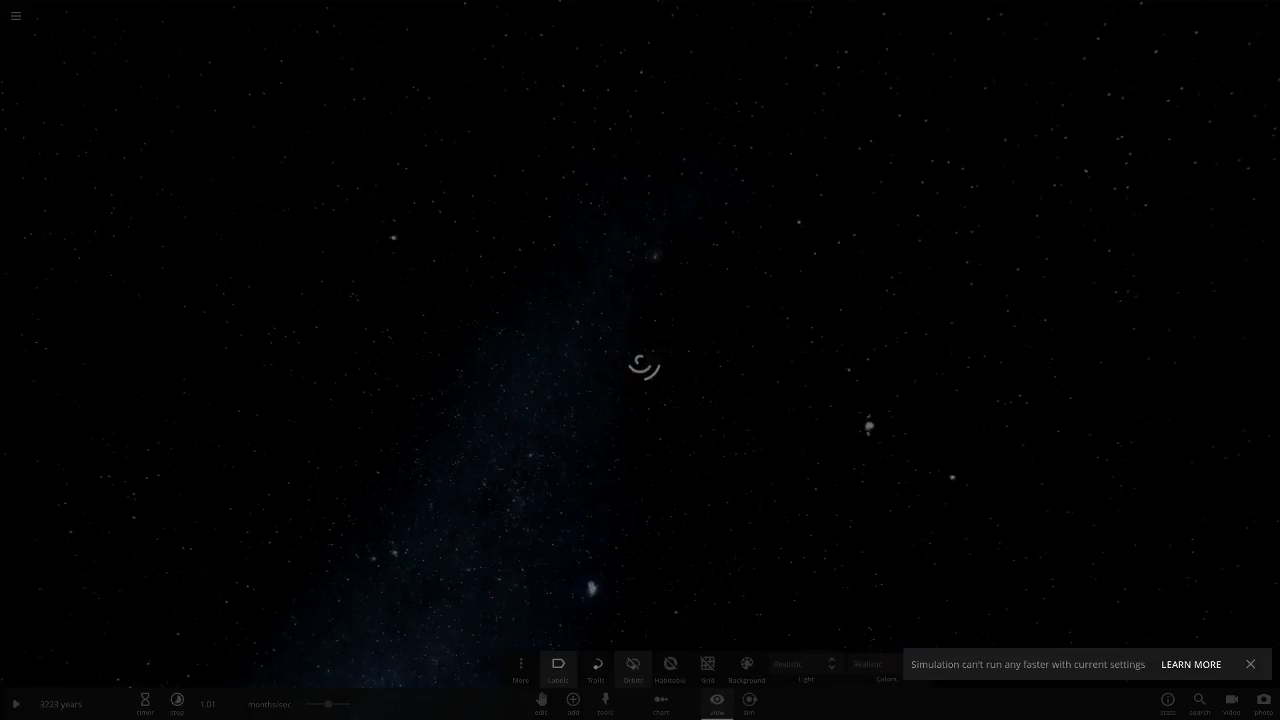 Simulation can't run any faster with current settings LEARN MORE
Realistic Realistic
More Labels Trails Orbits Habitable Grid Background Light Colors
3223 years timer step 1.01 months/sec edit add tools chart view sim stats search video photo